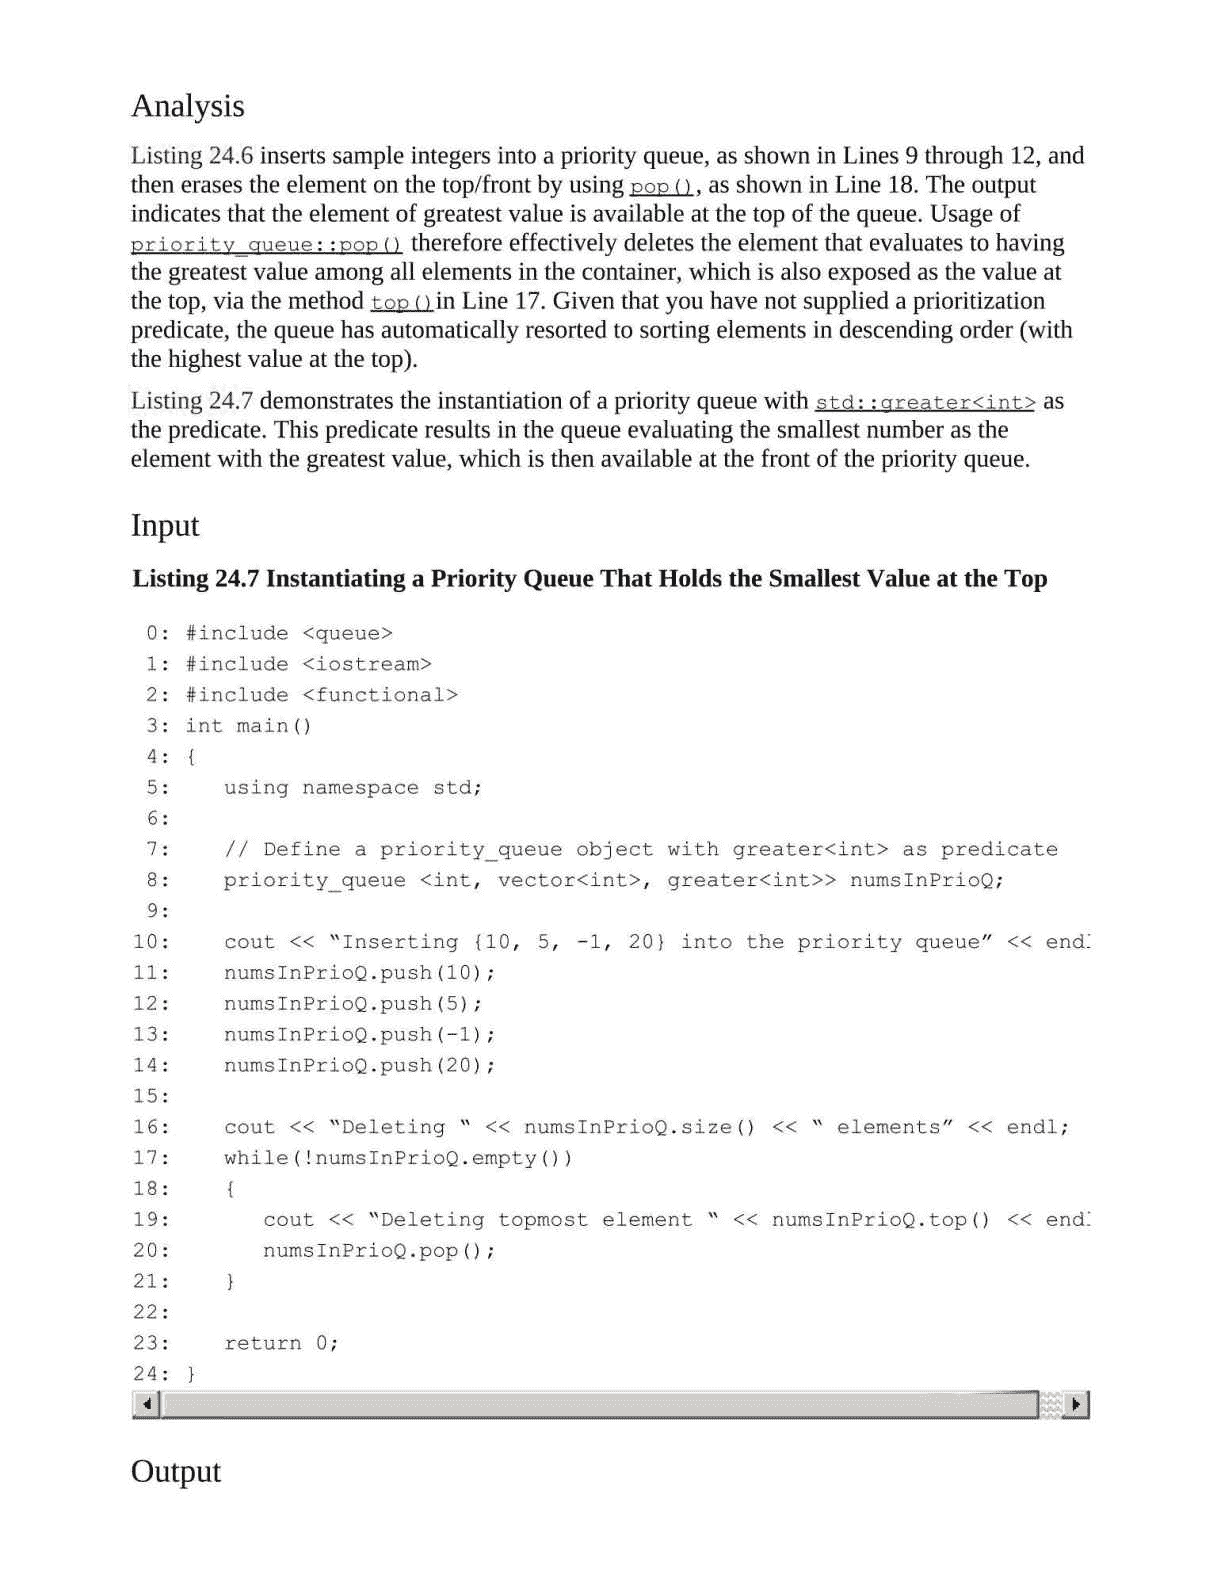 Analysis
Listing 24.6 inserts sample integers into a priority queue, as shown in Lines 9 through 12, and
then erases the element on the top/front by using pop(), as shown in Line 18. The output
indicates that the element of greatest value is available at the top of the queue. Usage of
priority_queue::pop() therefore effectively deletes the element that evaluates to having
the greatest value among all elements in the container, which is also exposed as the value at
the top, via the method top()in Line 17. Given that you have not supplied a prioritization
predicate, the queue has automatically resorted to sorting elements in descending order (with
the highest value at the top).
Listing 24.7 demonstrates the instantiation of a priority queue with std::greater<int> as
the predicate. This predicate results in the queue evaluating the smallest number as the
element with the greatest value, which is then available at the front of the priority queue.
Input
Listing 24.7 Instantiating a Priority Queue That Holds the Smallest Value at the Top
0: #include <queue>
1: #include <iostream>
2: #include <functional>
3: int main()
4: {
5:    using namespace std;
6:
7:    // Define a priority_queue object with greater<int> as predicate
8:    priority_queue <int, vector<int>, greater<int>> numsInPrioQ;
9:
10:    cout << “Inserting {10, 5, -1, 20} into the priority queue” << end
11:    numsInPrioQ.push(10);
12:    numsInPrioQ.push(5);
13:    numsInPrioQ.push(-1);
14:    numsInPrioQ.push(20);
15:
16:    cout << “Deleting “ << numsInPrioQ.size() << “ elements” << endl;
17:    while(!numsInPrioQ.empty())
18:    {
19:       cout << “Deleting topmost element “ << numsInPrioQ.top() << end
20:       numsInPrioQ.pop();
21:    }
22:
23:    return 0;
24: }
Output